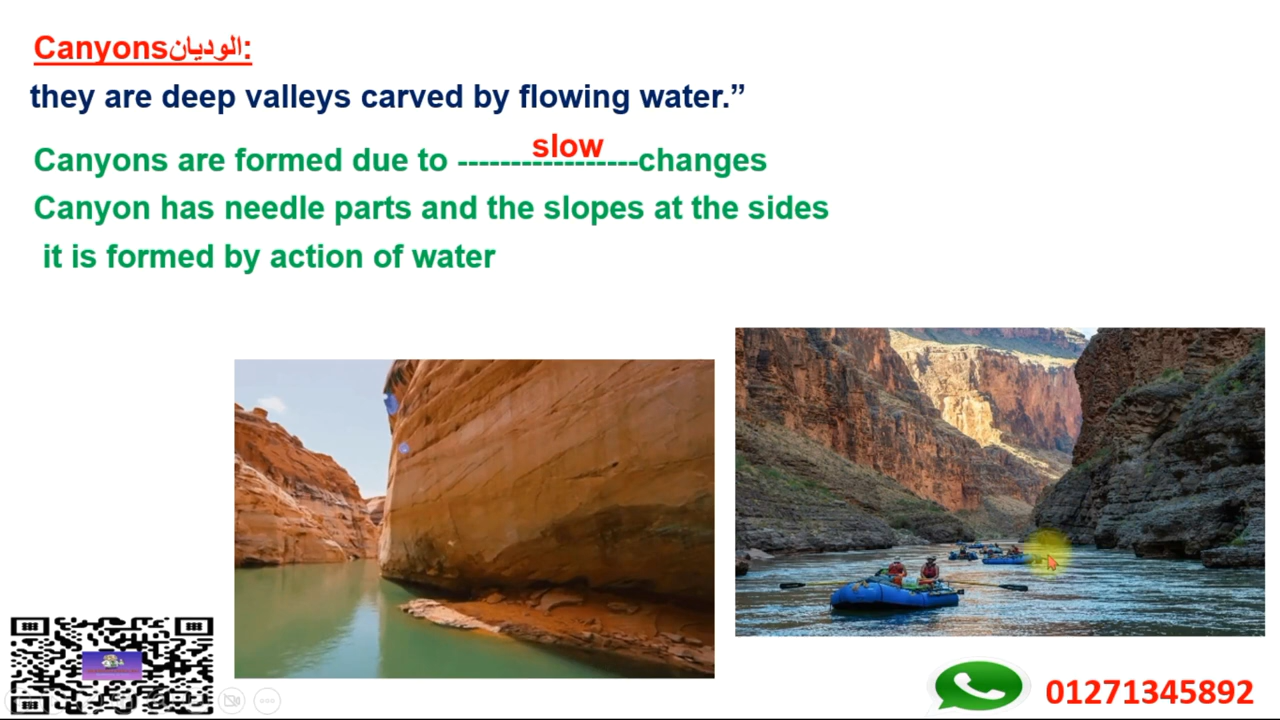 Canyonsالوديان:
they are deep valleys carved by flowing water.”
slow
Canyons are formed due to -----------------changes
Canyon has needle parts and the slopes at the sides
it is formed by action of water
01271345892